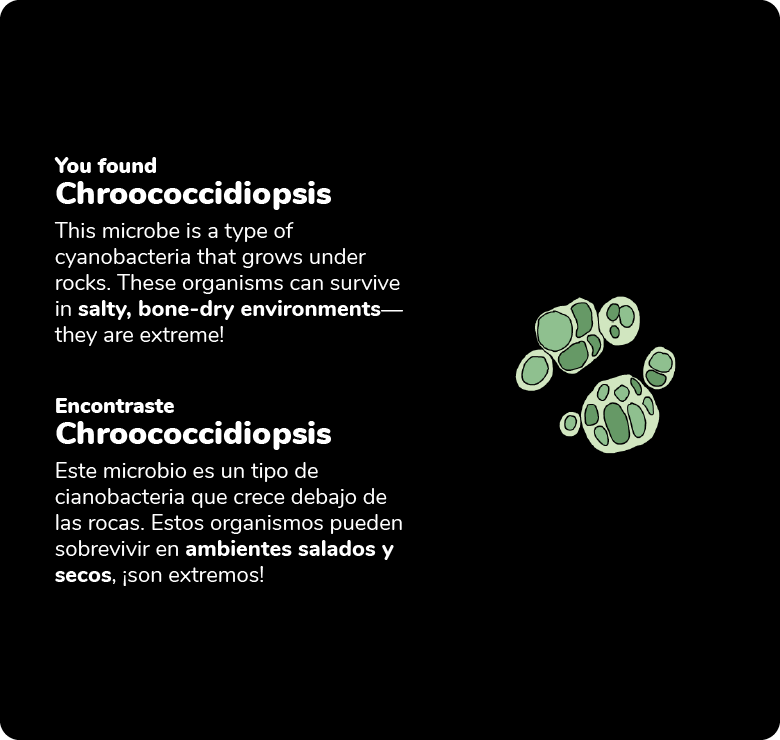 You found
Chroococcidiopsis
This microbe is a type of
cyanobacteria that grows under
rocks. These organisms can survive
in salty, bone-dry environments—
they are extreme!
Encontraste
Chroococcidiopsis
Este microbio es un tipo de
cianobacteria que crece debajo de
las rocas. Estos organismos pueden
sobrevivir en ambientes salados y
secos, ¡son extremos!